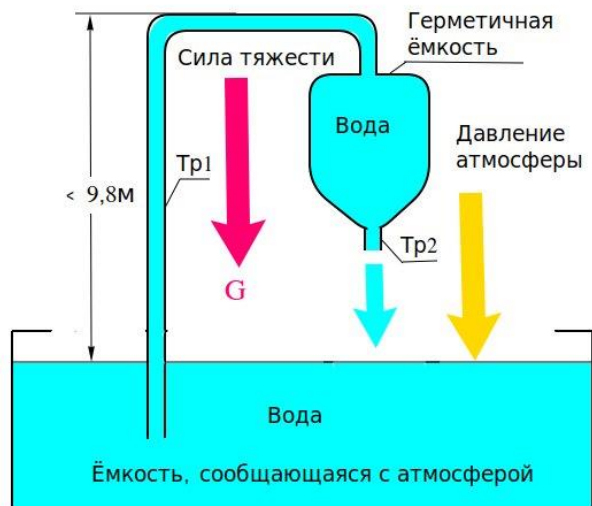 Герметичная
ёмкость
Сила тяжести
Вода
Давление
атмосферы
Тр1
< 9,8м
Тр2
G
Вода
Ёмкость, сообщающаяся с атмосферой